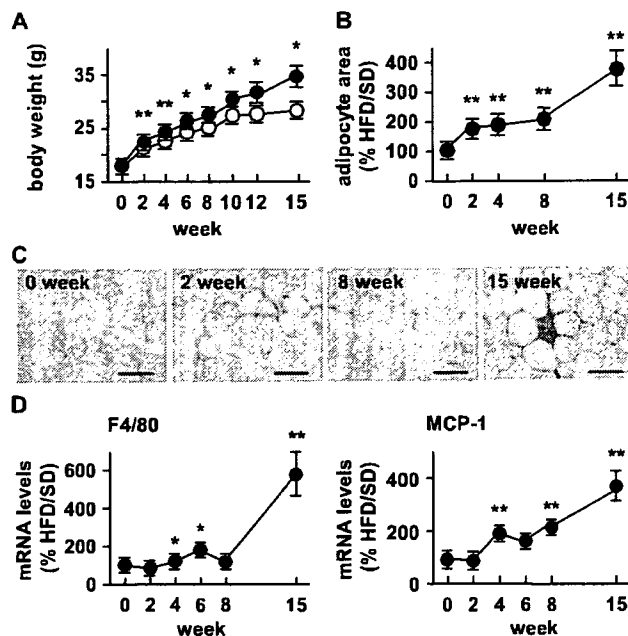 A
body weight (g)
35
25
15
* * * * * * * *
0 2 4 6 8 10 12 15
week
B
adipocyte area
(% HFD/SD)
400
300
200
100
0
** ** ** **
0 2 4 8 15
week
C
0 week
2 week
8 week
15 week
D
F4/80
mRNA levels
(% HFD/SD)
600
400
200
0
* * **
0 2 4 6 8 15
week
MCP-1
mRNA levels
(% HFD/SD)
400
200
0
** ** **
0 2 4 6 8 15
week